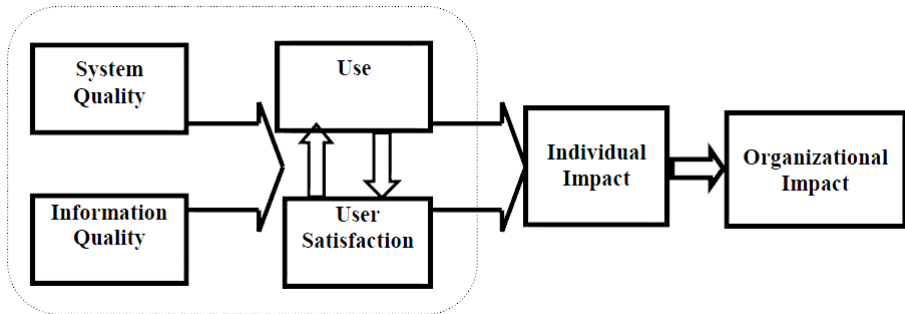 System
Quality
Use
Information
Quality
User
Satisfaction
Individual
Impact
Organizational
Impact